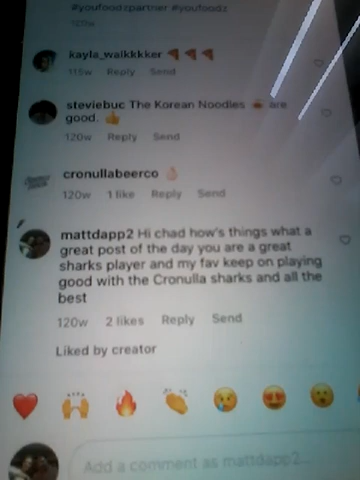 #youfoodzpartner #youfoodz
kayla_walkkkker 🍕 🍕 🍕
115w Reply Send
steviebuc The Korean Noodles 🍜 are
good. 👍
120w Reply Send
cronullabeerco 👌
120w 1 like Reply Send
mattdapp2 Hi chad how's things what a
great post of the day you are a great
sharks player and my fav keep on playing
good with the Cronulla sharks and all the
best
120w 2 likes Reply Send
Liked by creator
❤️ 🙌 🔥 👏 😢 😍 😮
Add a comment as mattdapp2...